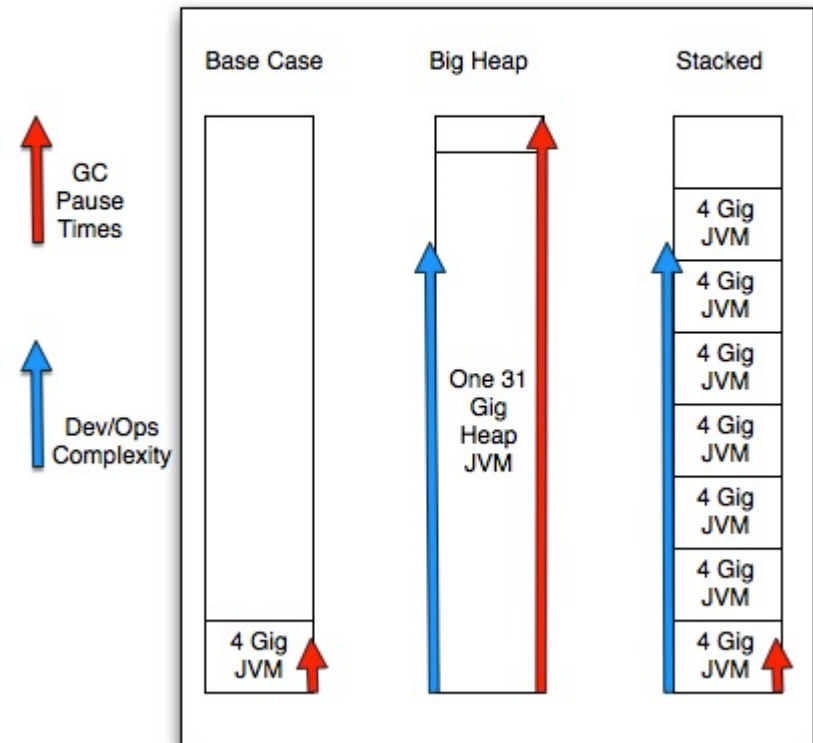 Base Case
Big Heap
Stacked
GC
Pause
Times
Dev/Ops
Complexity
4 Gig
JVM
One 31
Gig
Heap
JVM
4 Gig
JVM
4 Gig
JVM
4 Gig
JVM
4 Gig
JVM
4 Gig
JVM
4 Gig
JVM
4 Gig
JVM